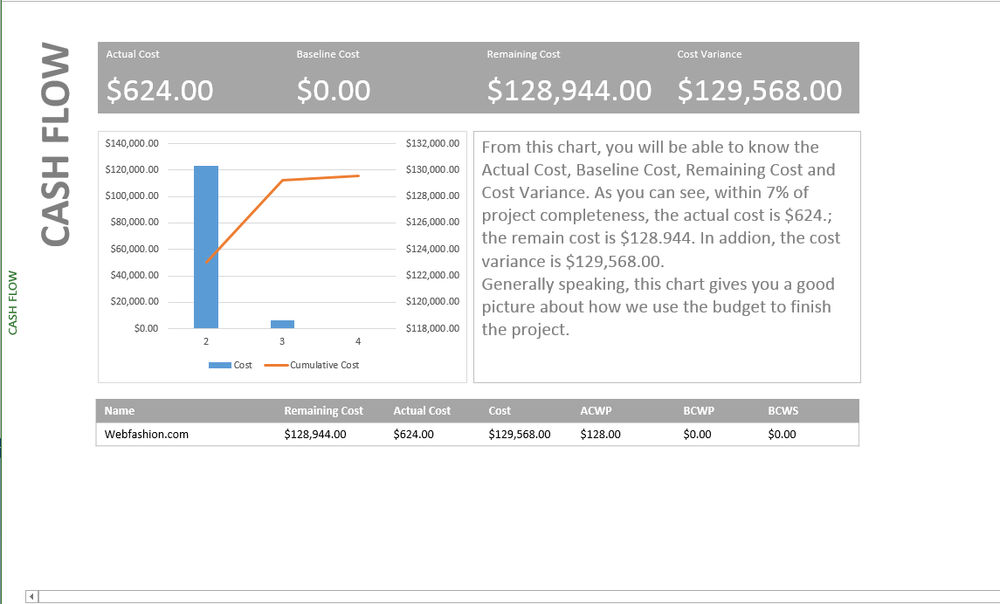 CASH FLOW
Actual Cost Baseline Cost Remaining Cost Cost Variance
$624.00 $0.00 $128,944.00 $129,568.00
$140,000.00 $132,000.00
$120,000.00 $130,000.00
$100,000.00 $128,000.00
$80,000.00 $126,000.00
$60,000.00 $124,000.00
$40,000.00 $122,000.00
$20,000.00 $120,000.00
$0.00 $118,000.00
2 3 4
Cost Cumulative Cost
From this chart, you will be able to know the
Actual Cost, Baseline Cost, Remaining Cost and
Cost Variance. As you can see, within 7% of
project completeness, the actual cost is $624.;
the remain cost is $128.944. In addion, the cost
variance is $129,568.00.
Generally speaking, this chart gives you a good
picture about how we use the budget to finish
the project.
CASH FLOW
Name Remaining Cost Actual Cost Cost ACWP BCWP BCWS
Webfashion.com $128,944.00 $624.00 $129,568.00 $128.00 $0.00 $0.00